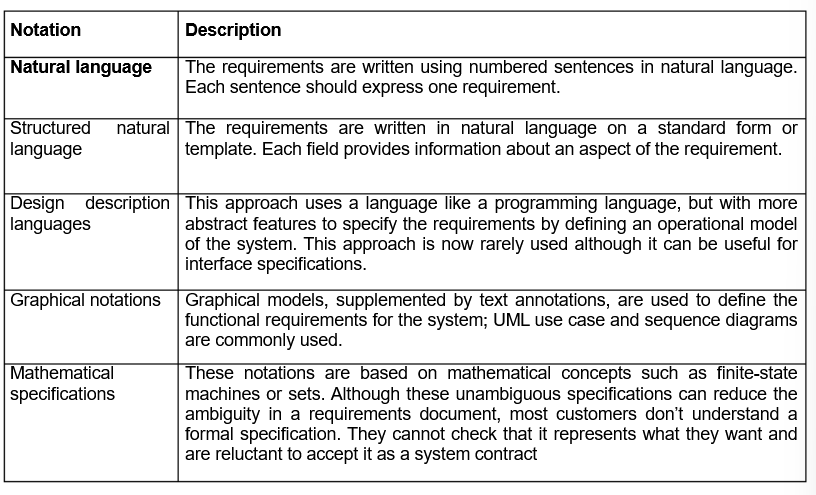 Notation Description
Natural language The requirements are written using numbered sentences in natural language.
Each sentence should express one requirement.
Structured natural The requirements are written in natural language on a standard form or
language template. Each field provides information about an aspect of the requirement.
Design description This approach uses a language like a programming language, but with more
languages abstract features to specify the requirements by defining an operational model
of the system. This approach is now rarely used although it can be useful for
interface specifications.
Graphical notations Graphical models, supplemented by text annotations, are used to define the
functional requirements for the system; UML use case and sequence diagrams
are commonly used.
Mathematical These notations are based on mathematical concepts such as finite-state
specifications machines or sets. Although these unambiguous specifications can reduce the
ambiguity in a requirements document, most customers don’t understand a
formal specification. They cannot check that it represents what they want and
are reluctant to accept it as a system contract